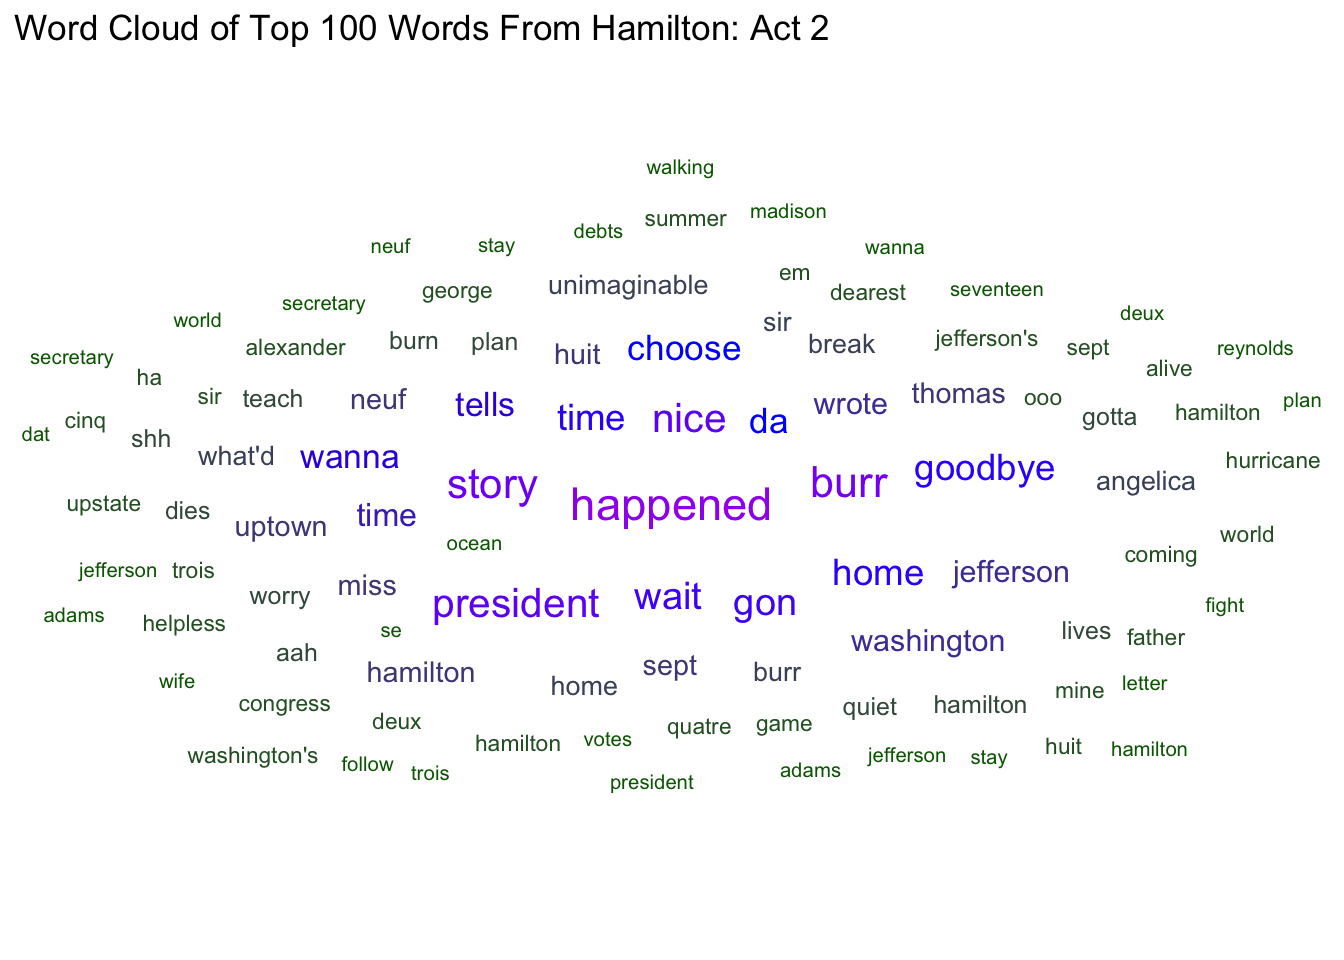 Word Cloud of Top 100 Words From Hamilton: Act 2
walking
summer
madison
debts
neuf
stay
wanna
unimaginable
em
george
dearest
seventeen
secretary
world
sir
deux
burn
plan
jefferson's
alexander
huit
choose
break
sept
reynolds
secretary
ha
alive
sir
teach
neuf
tells
time
nice
da
wrote
thomas
ooo
plan
cinq
gotta
hamilton
dat
shh
what'd
wanna
story
happened
burr
goodbye
angelica
hurricane
upstate
dies
uptown
time
ocean
world
coming
jefferson
trois
miss
home
jefferson
worry
president
wait
gon
fight
adams
helpless
se
washington
lives
father
aah
hamilton
sept
burr
wife
home
mine
letter
congress
quiet
hamilton
deux
quatre
game
hamilton
votes
huit
hamilton
washington's
follow
trois
jefferson
stay
adams
president